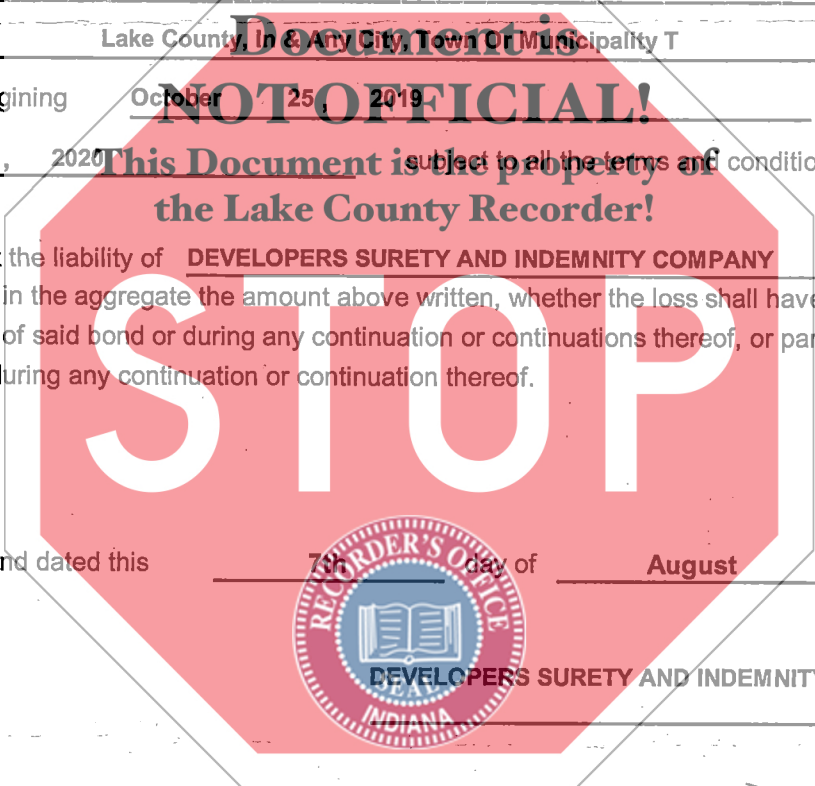 Document is
Lake County, In & Any City, Town Or Municipality T
NOT OFFICIAL!
gining October 25, 2019
This Document is the property of
, 2020 subject to all the terms and conditio
the Lake County Recorder!
the liability of DEVELOPERS SURETY AND INDEMNITY COMPANY
in the aggregate the amount above written, whether the loss shall have
of said bond or during any continuation or continuations thereof, or par
uring any continuation or continuation thereof.
STOP
nd dated this 7th day of August
RECORDER'S OFFICE
SEAL
INDIANA
DEVELOPERS SURETY AND INDEMNITY